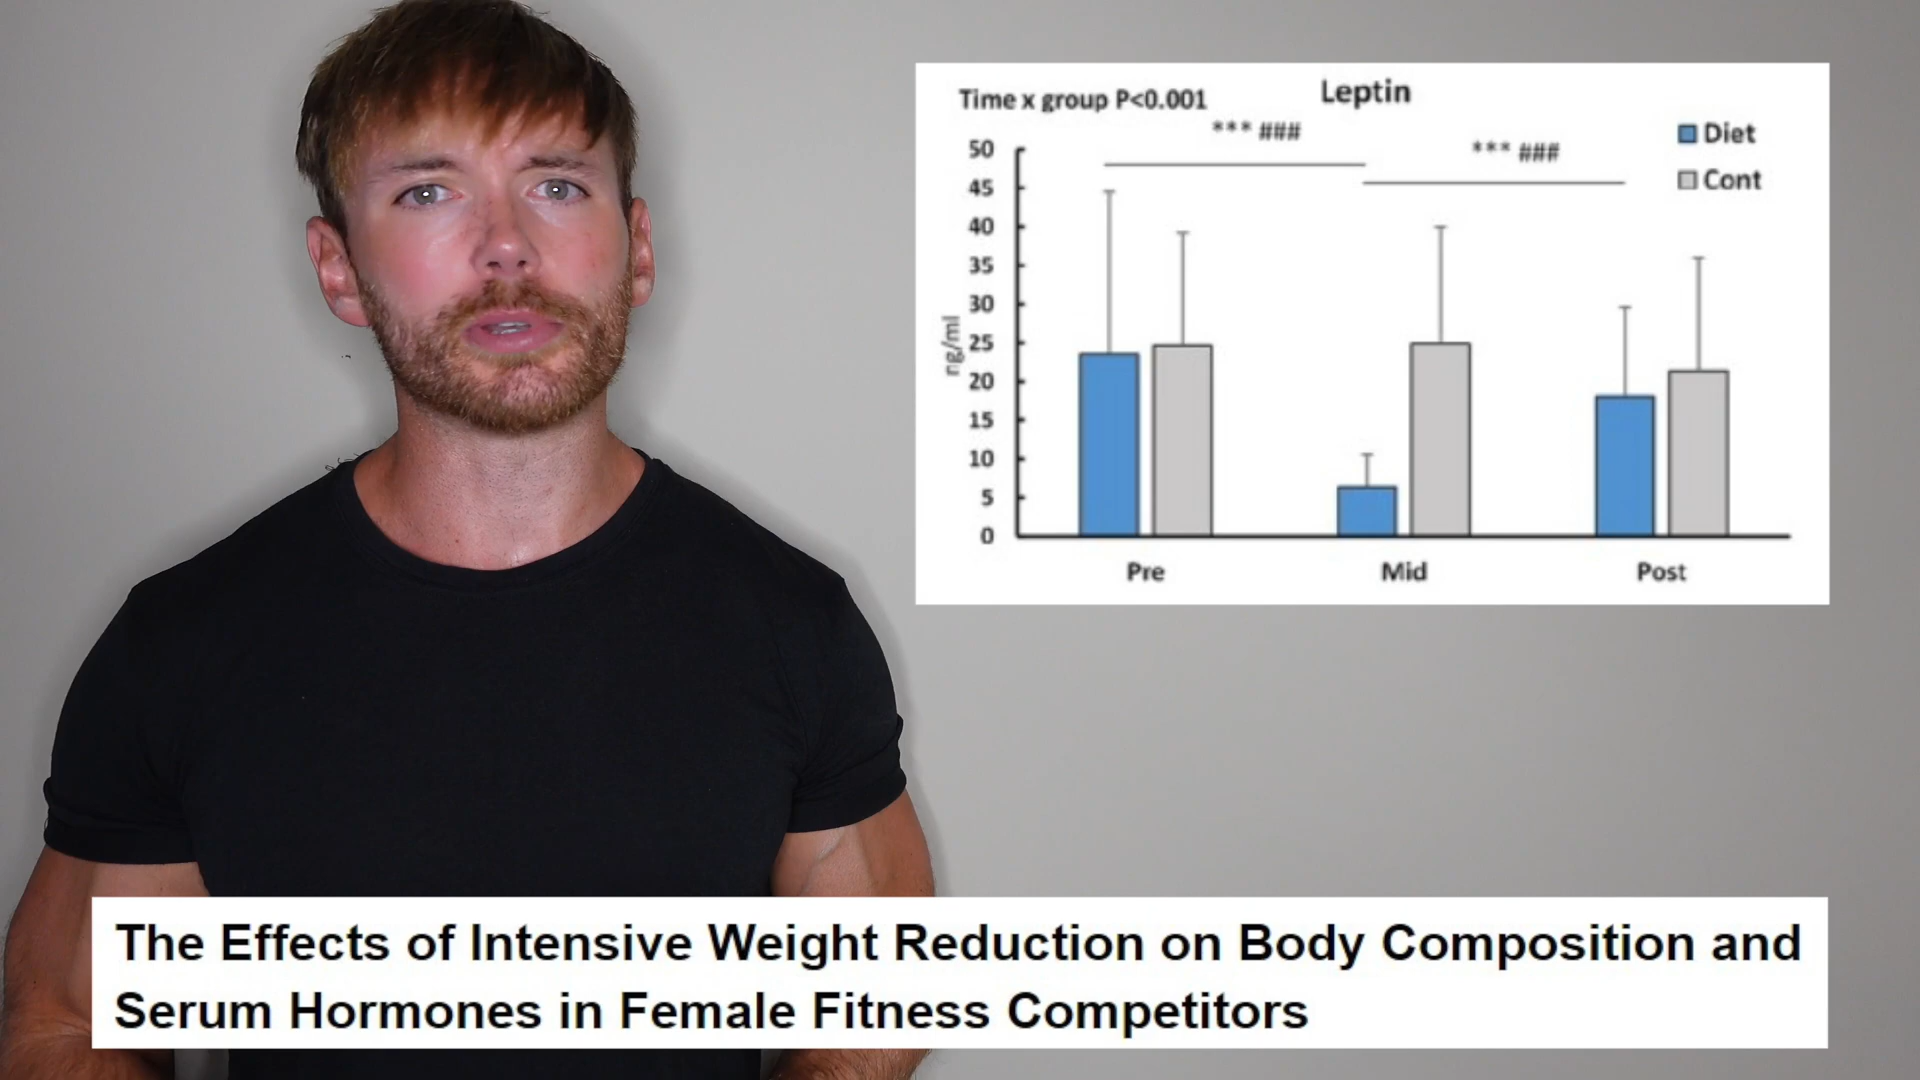 Leptin
Time x group P<0.001
*** ###
*** ###
Diet
Cont
50
45
40
35
30
25
20
15
10
5
0
ng/ml
Pre Mid Post
The Effects of Intensive Weight Reduction on Body Composition and
Serum Hormones in Female Fitness Competitors